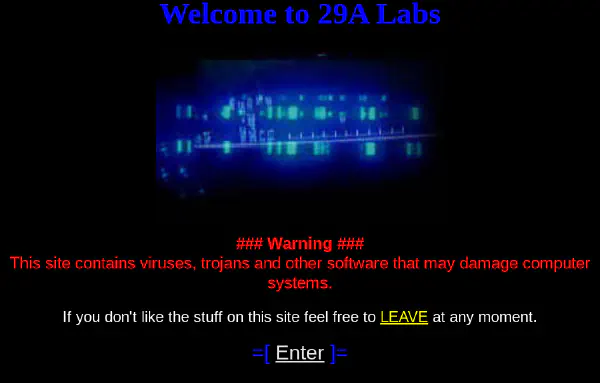 Welcome to 29A Labs
### Warning ###
This site contains viruses, trojans and other software that may damage computer
systems.
If you don't like the stuff on this site feel free to LEAVE at any moment.
=[ Enter ]=